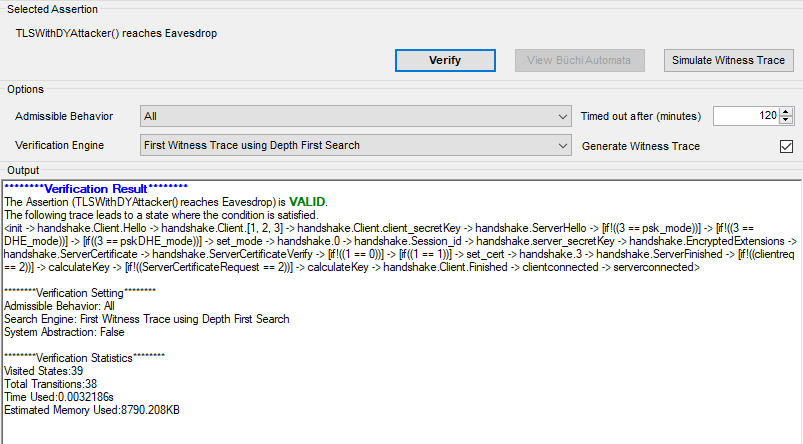 Selected Assertion
TLSWithDYAttacker() reaches Eavesdrop
Verify
View Büchi Automata
Simulate Witness Trace
Options
Admissible Behavior
All
Timed out after (minutes)
120
Verification Engine
First Witness Trace using Depth First Search
Generate Witness Trace
Output
********Verification Result********
The Assertion (TLSWithDYAttacker() reaches Eavesdrop) is VALID.
The following trace leads to a state where the condition is satisfied.
<init -> handshake.Client.Hello -> handshake.Client.[1, 2, 3] -> handshake.Client.client_secretKey -> handshake.ServerHello -> [if!((3 == psk_mode))] -> [if!((3 ==
DHE_mode))] -> [if((3 == pskDHE_mode))] -> set_mode -> handshake.0 -> handshake.Session_id -> handshake.server_secretKey -> handshake.EncryptedExtensions ->
handshake.ServerCertificate -> handshake.ServerCertificateVerify -> [if!((1 == 0))] -> [if((1 == 1))] -> set_cert -> handshake.3 -> handshake.ServerFinished -> [if!((clientreq
== 2))] -> calculateKey -> [if!((ServerCertificateRequest == 2))] -> calculateKey -> handshake.Client.Finished -> clientconnected -> serverconnected>
********Verification Setting********
Admissible Behavior: All
Search Engine: First Witness Trace using Depth First Search
System Abstraction: False
********Verification Statistics********
Visited States:39
Total Transitions:38
Time Used:0.0032186s
Estimated Memory Used:8790.208KB